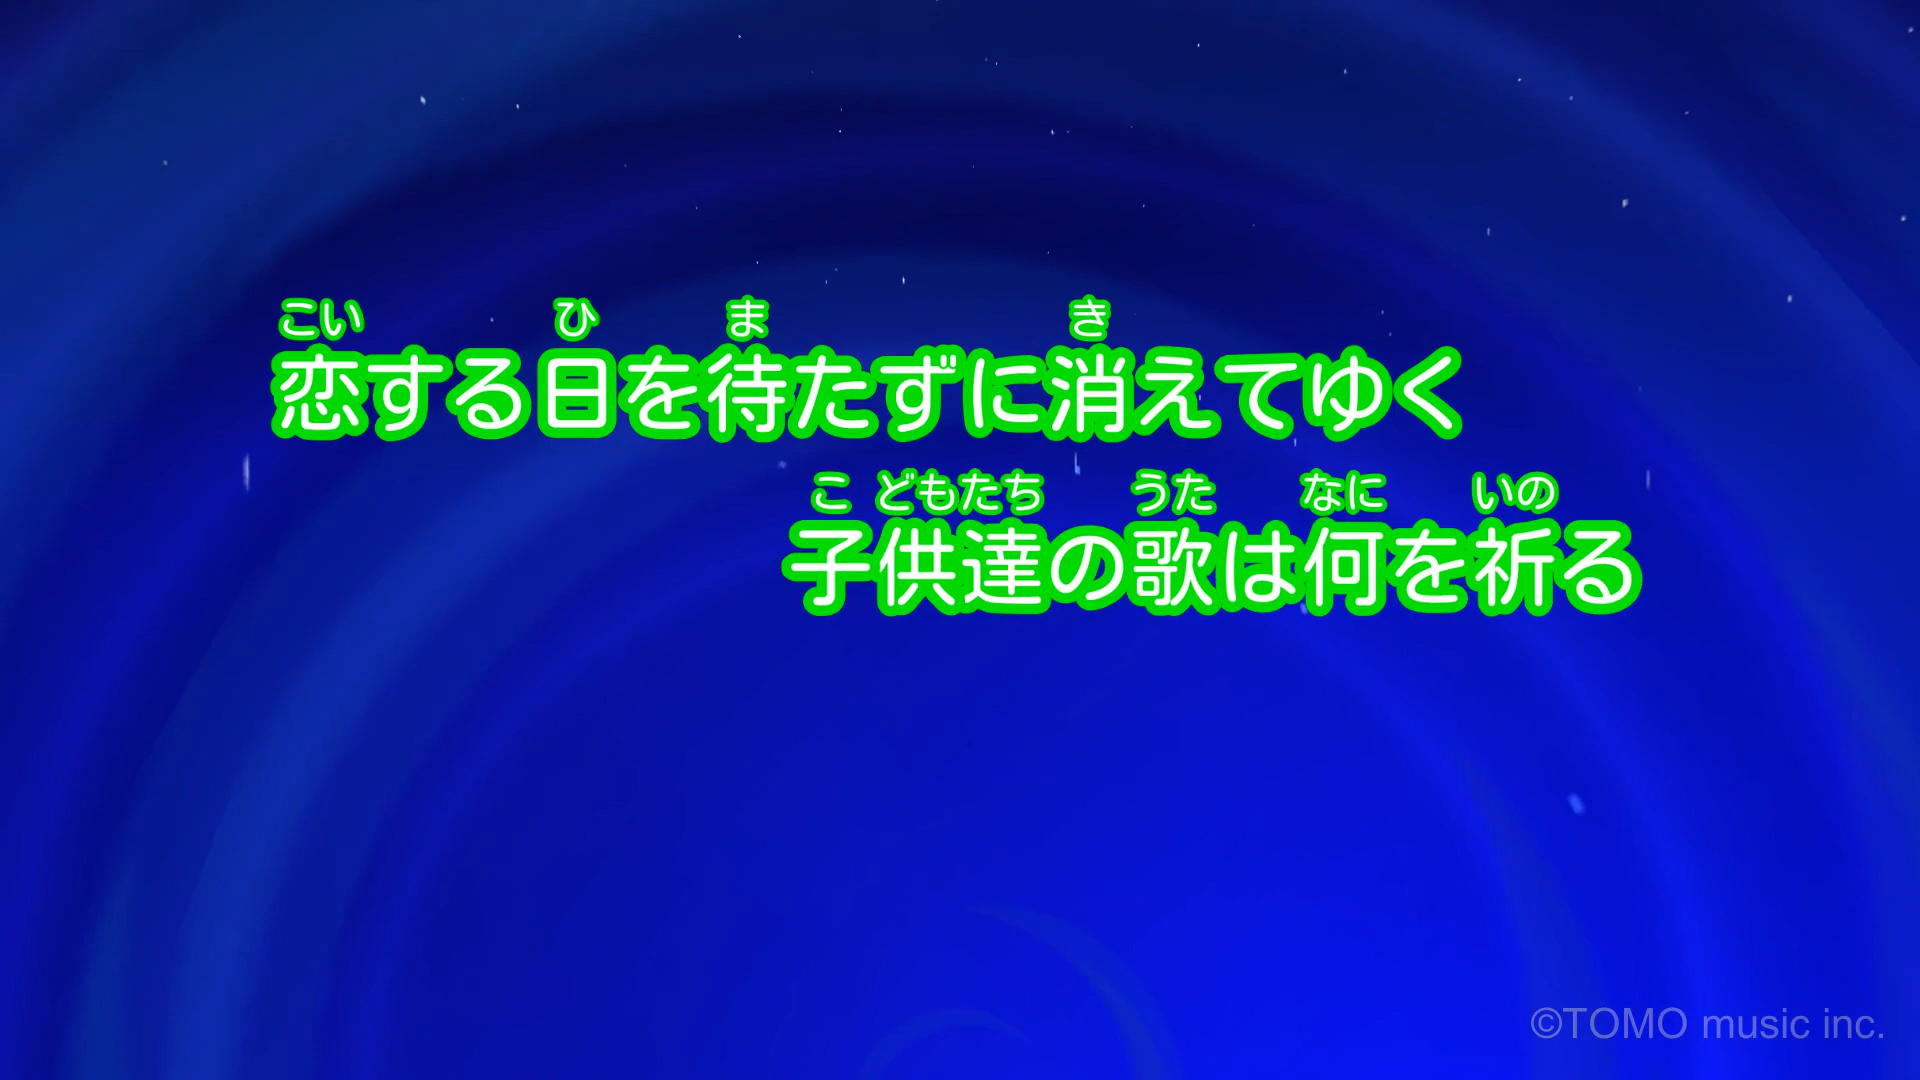 こい ひ ま き
恋する日を待たずに消えてゆく
こ どもたち うた なに いの
子供達の歌は何を祈る
©TOMO music inc.